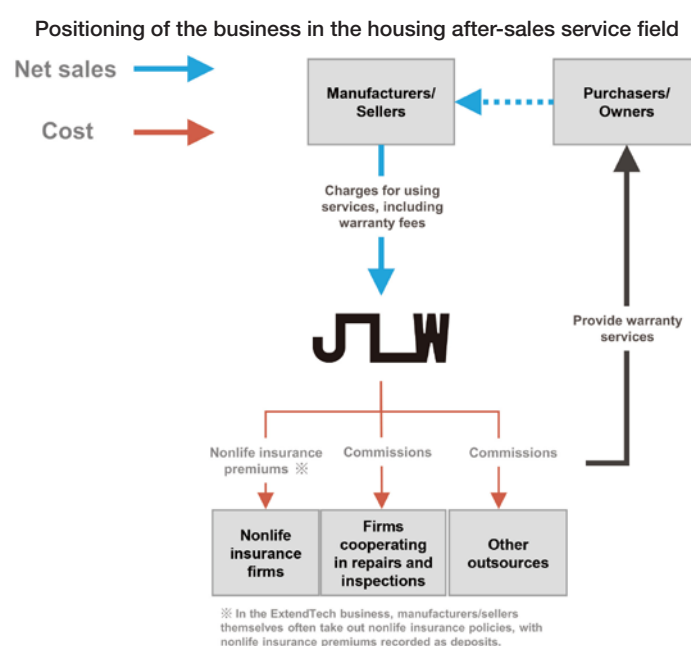 Positioning of the business in the housing after-sales service field
Net sales
Cost
Manufacturers/
Sellers
Purchasers/
Owners
Charges for using
services, including
warranty fees
JLW
Provide warranty
services
Nonlife insurance
premiums ※
Commissions
Commissions
Nonlife
insurance
firms
Firms
cooperating
in repairs and
inspections
Other
outsources
※ In the ExtendTech business, manufacturers/sellers
themselves often take out nonlife insurance policies, with
nonlife insurance premiums recorded as deposits.